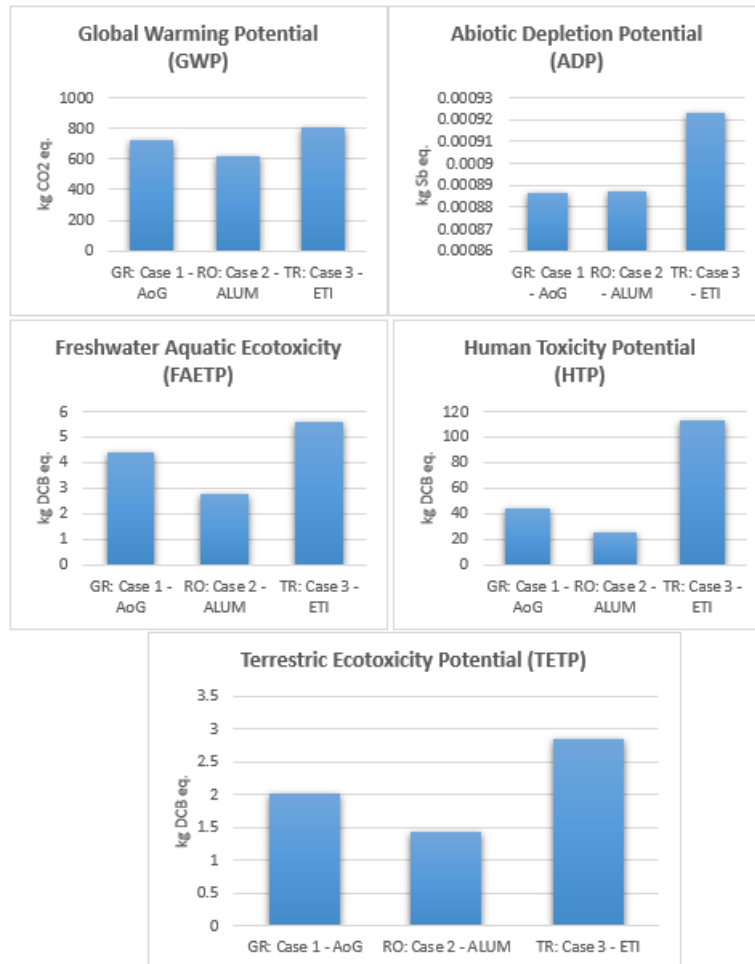 Global Warming Potential
(GWP)
1000
800
600
400
200
0
kg CO2 eq.
GR: Case 1 - RO: Case 2 - TR: Case 3 -
AoG ALUM ETI
Abiotic Depletion Potential
(ADP)
0.00093
0.00092
0.00091
0.0009
0.00089
0.00088
0.00087
0.00086
kg Sb eq.
GR: Case 1 RO: Case 2 TR: Case 3
- AoG - ALUM - ETI
Freshwater Aquatic Ecotoxicity
(FAETP)
6
5
4
3
2
1
0
kg DCB eq.
GR: Case 1 - RO: Case 2 - TR: Case 3 -
AoG ALUM ETI
Human Toxicity Potential
(HTP)
120
100
80
60
40
20
0
kg DCB eq.
GR: Case 1 - RO: Case 2 - TR: Case 3 -
AoG ALUM ETI
Terrestric Ecotoxicity Potential (TETP)
3.5
3
2.5
2
1.5
1
0.5
0
kg DCB eq.
GR: Case 1 - AoG RO: Case 2 - ALUM TR: Case 3 - ETI